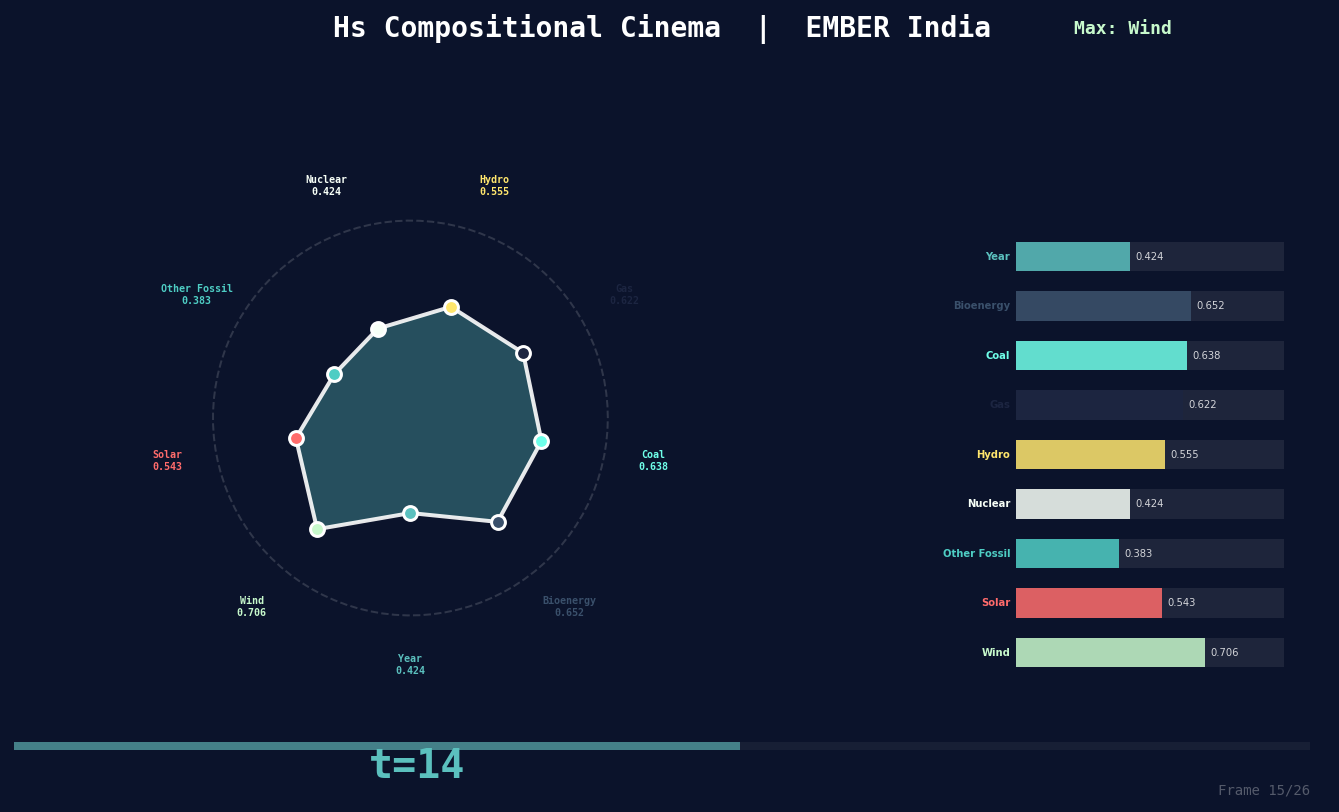 Hs Compositional Cinema | EMBER India
Max: Wind
Nuclear
0.424
Hydro
0.555
Other Fossil
0.383
Gas
0.622
Solar
0.543
Coal
0.638
Wind
0.706
Bioenergy
0.652
Year
0.424
Year 0.424
Bioenergy 0.652
Coal 0.638
Gas 0.622
Hydro 0.555
Nuclear 0.424
Other Fossil 0.383
Solar 0.543
Wind 0.706
t=14
Frame 15/26